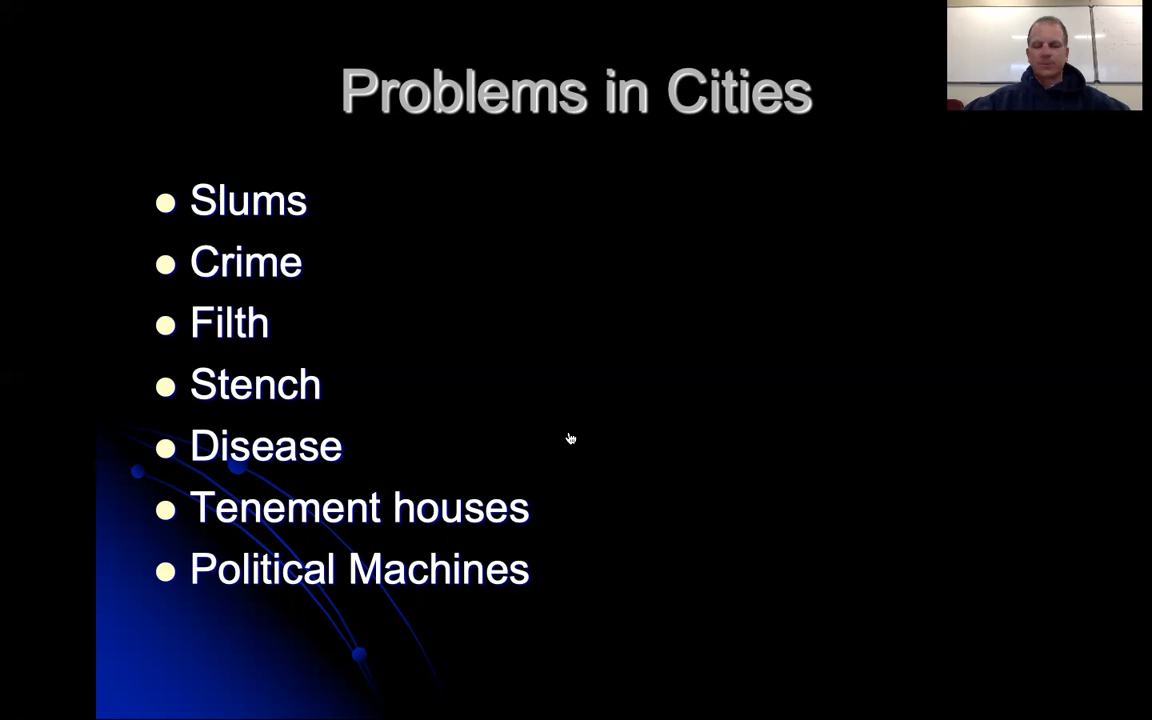 Problems in Cities
Slums
Crime
Filth
Stench
Disease
Tenement houses
Political Machines